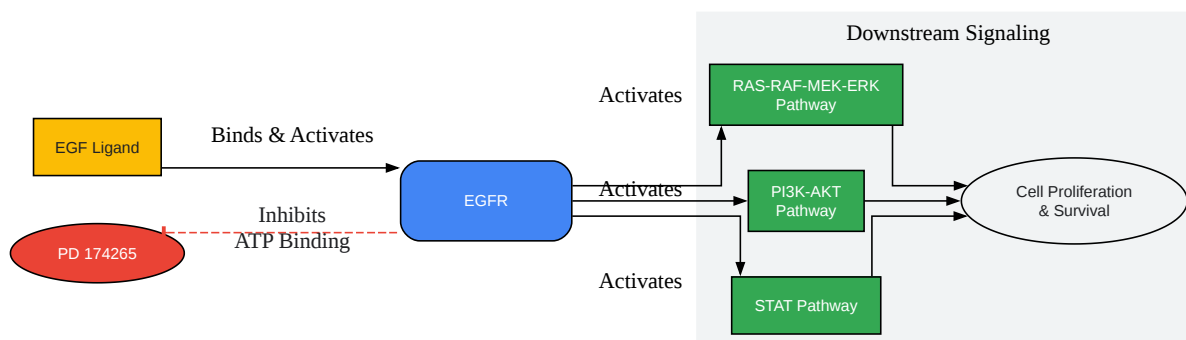 Downstream Signaling
RAS-RAF-MEK-ERK
Pathway
Activates
Binds & Activates
EGF Ligand
EGFR
Activates
PI3K-AKT
Pathway
Cell Proliferation
& Survival
Inhibits
ATP Binding
PD 174265
Activates
STAT Pathway